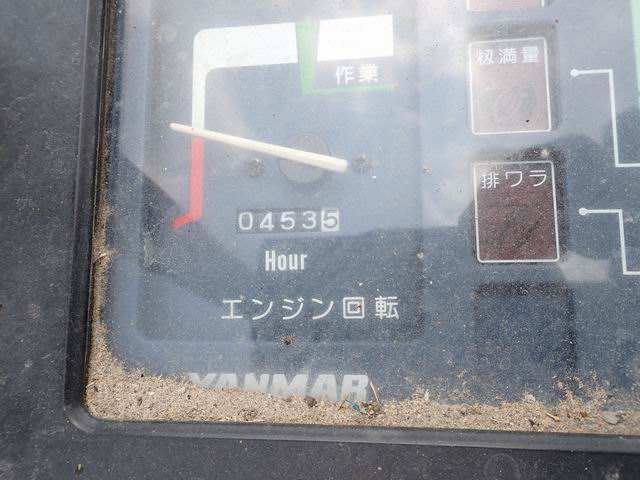 籾満量
作業
排ワラ
04535
Hour
エンジン回転
YANMAR